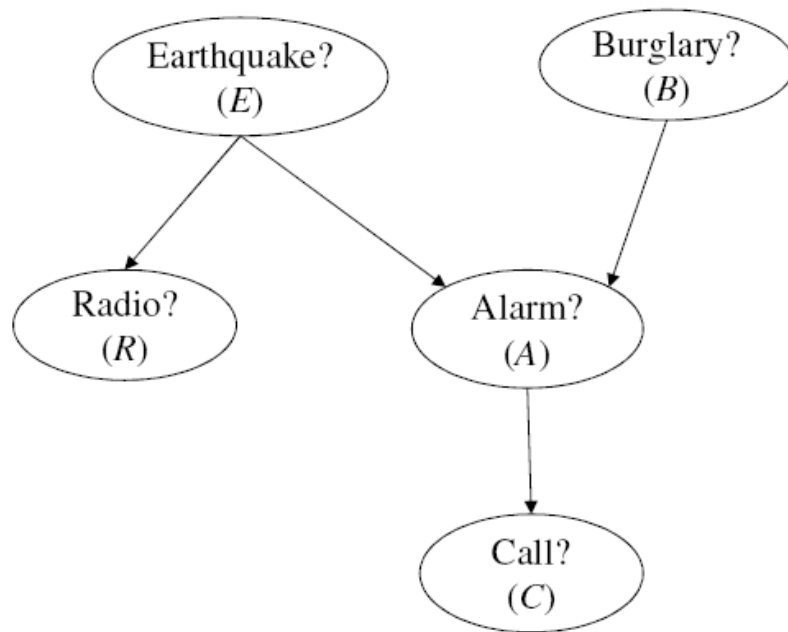 Earthquake?
(E)
Burglary?
(B)
Radio?
(R)
Alarm?
(A)
Call?
(C)